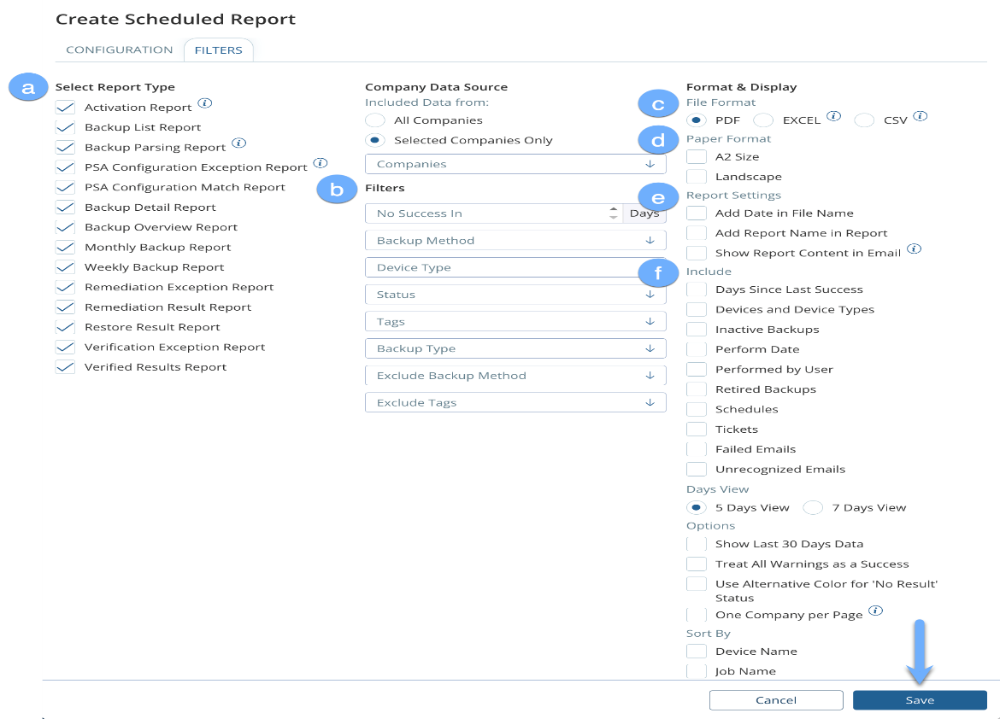 Create Scheduled Report
CONFIGURATION
FILTERS
a
Select Report Type
Activation Report i
Backup List Report
Backup Parsing Report i
PSA Configuration Exception Report i
PSA Configuration Match Report
Backup Detail Report
Backup Overview Report
Monthly Backup Report
Weekly Backup Report
Remediation Exception Report
Remediation Result Report
Restore Result Report
Verification Exception Report
Verified Results Report
Company Data Source
Included Data from:
All Companies
Selected Companies Only
Companies
b
Filters
No Success In Days
Backup Method
Device Type
Status
Tags
Backup Type
Exclude Backup Method
Exclude Tags
Format & Display
c
File Format
PDF EXCEL i CSV i
d
Paper Format
A2 Size
Landscape
e
Report Settings
Add Date in File Name
Add Report Name in Report
Show Report Content in Email i
f
Include
Days Since Last Success
Devices and Device Types
Inactive Backups
Perform Date
Performed by User
Retired Backups
Schedules
Tickets
Failed Emails
Unrecognized Emails
Days View
5 Days View 7 Days View
Options
Show Last 30 Days Data
Treat All Warnings as a Success
Use Alternative Color for 'No Result'
Status
One Company per Page i
Sort By
Device Name
Job Name
Cancel
Save